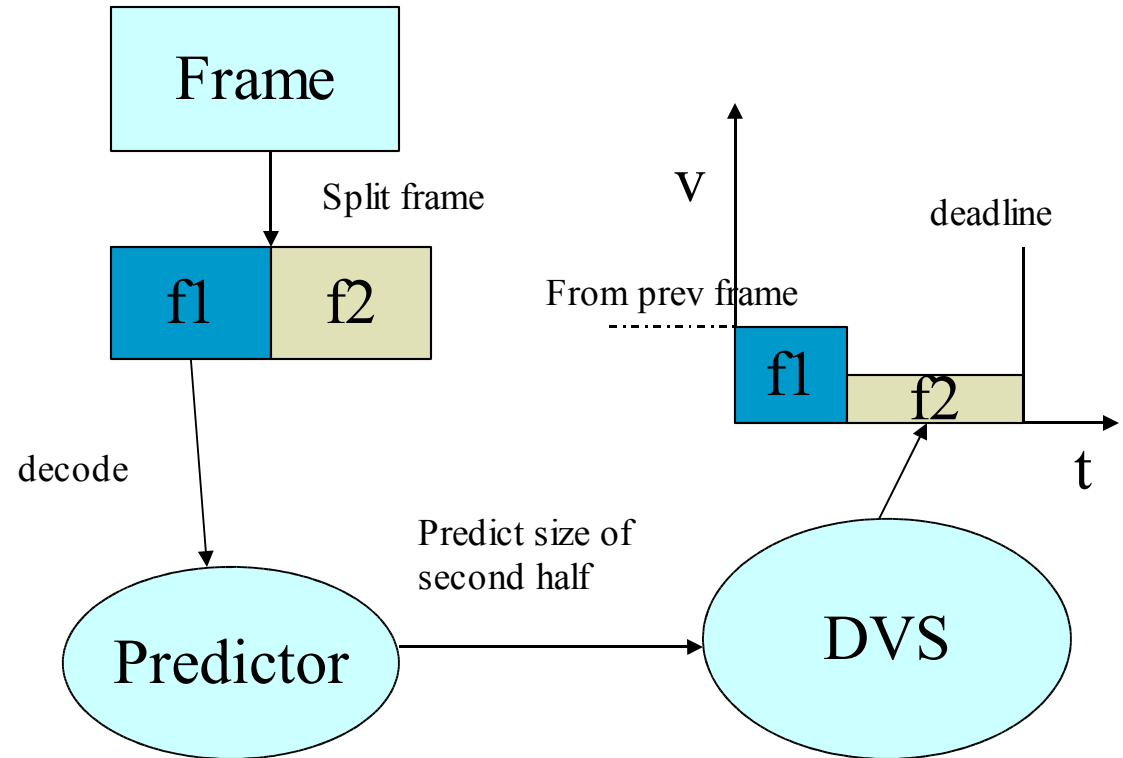 Frame
Split frame
f1
f2
decode
Predictor
Predict size of
second half
DVS
v
deadline
From prev frame
f1
f2
t